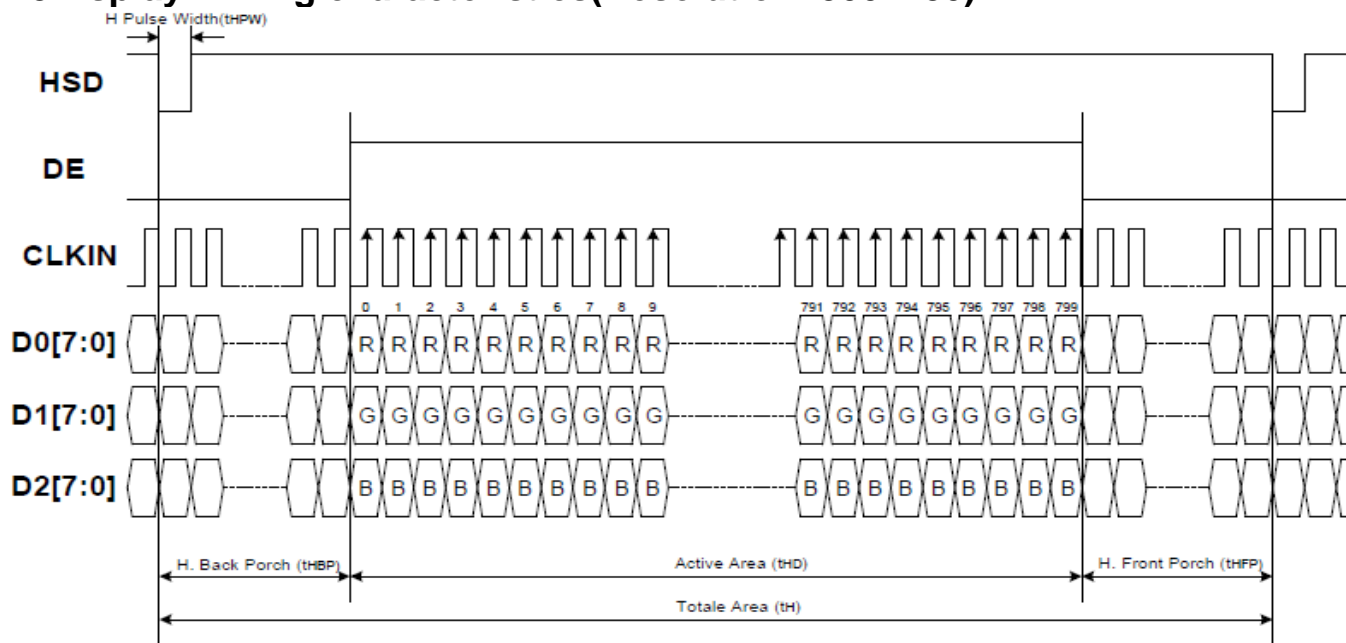 H Pulse Width(tHPW)
HSD
DE
CLKIN
0 1 2 3 4 5 6 7 8 9 791 792 793 794 795 796 797 798 799
D0[7:0] R R R R R R R R R R R R R R R R R R R
D1[7:0] G G G G G G G G G G G G G G G G G G G
D2[7:0] B B B B B B B B B B B B B B B B B B B
H. Back Porch (tHBP) Active Area (tHD) H. Front Porch (tHFP)
Totale Area (tH)